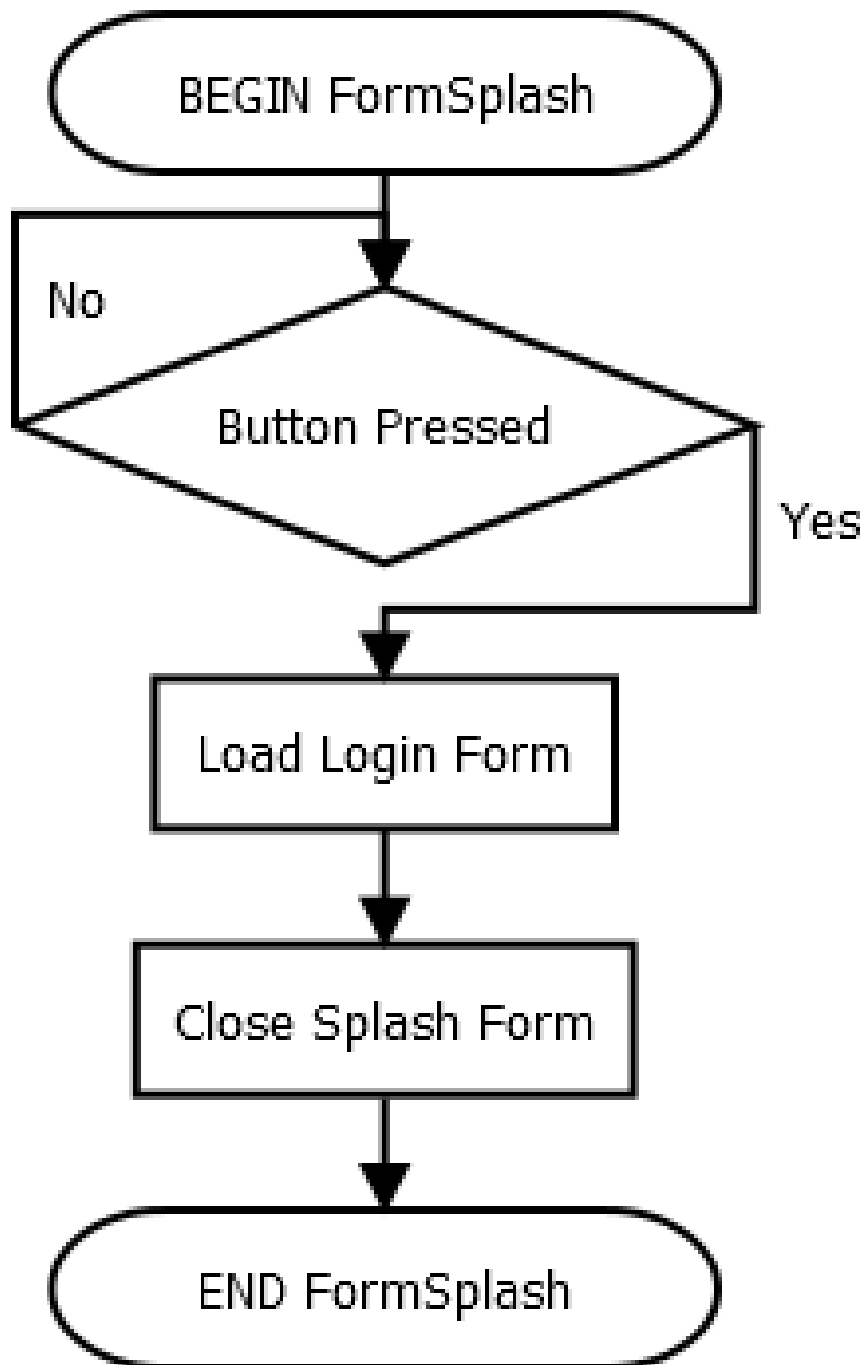 BEGIN FormSplash
No
Button Pressed
Yes
Load Login Form
Close Splash Form
END FormSplash